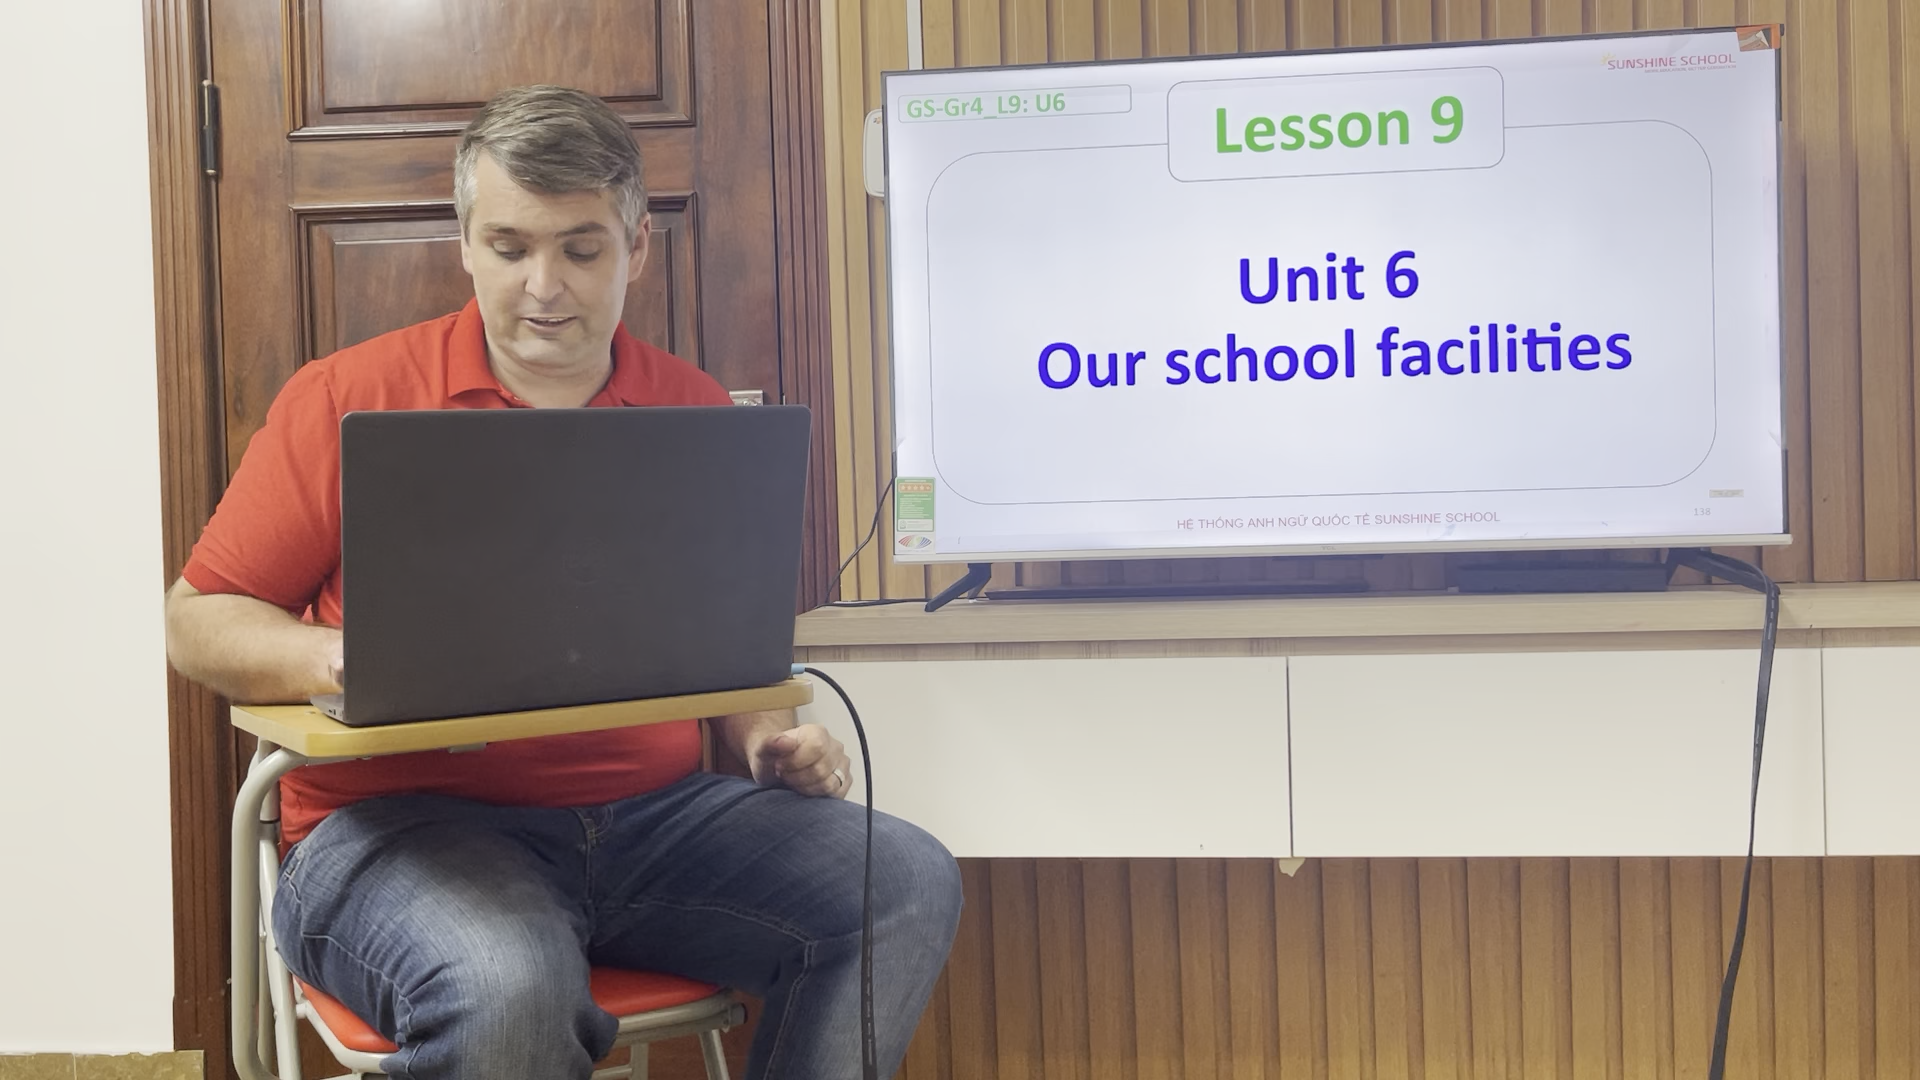 SUNSHINE SCHOOL
GS-Gr4_L9: U6
Lesson 9
Unit 6
Our school facilities
HỆ THỐNG ANH NGỮ QUỐC TẾ SUNSHINE SCHOOL
138
TCL